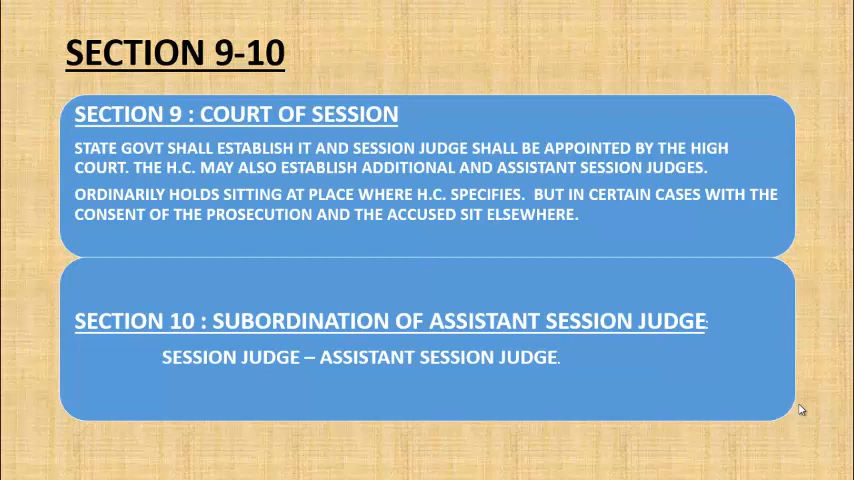 SECTION 9-10
SECTION 9 : COURT OF SESSION
STATE GOVT SHALL ESTABLISH IT AND SESSION JUDGE SHALL BE APPOINTED BY THE HIGH
COURT. THE H.C. MAY ALSO ESTABLISH ADDITIONAL AND ASSISTANT SESSION JUDGES.
ORDINARILY HOLDS SITTING AT PLACE WHERE H.C. SPECIFIES. BUT IN CERTAIN CASES WITH THE
CONSENT OF THE PROSECUTION AND THE ACCUSED SIT ELSEWHERE.
SECTION 10 : SUBORDINATION OF ASSISTANT SESSION JUDGE:
SESSION JUDGE – ASSISTANT SESSION JUDGE.